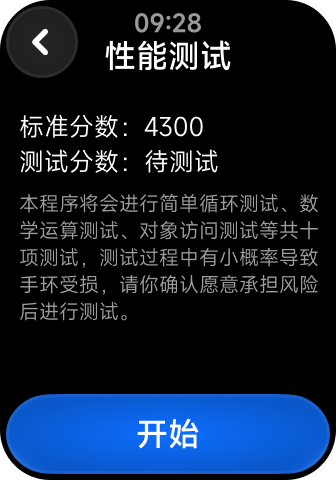 09:28
性能测试
标准分数：4300
测试分数：待测试
本程序将会进行简单循环测试、数
学运算测试、对象访问测试等共十
项测试，测试过程中有小概率导致
手环受损，请你确认愿意承担风险
后进行测试。
开始